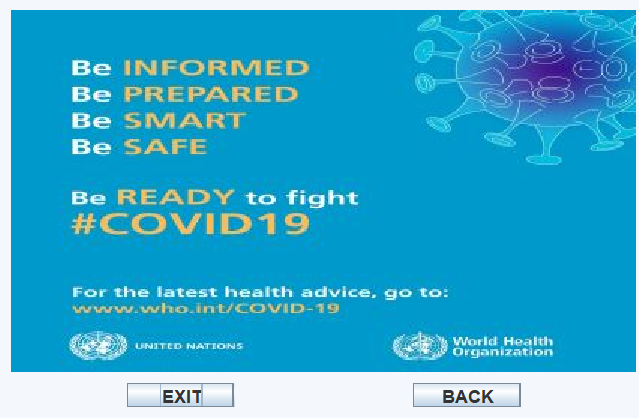 Be INFORMED
Be PREPARED
Be SMART
Be SAFE
Be READY to fight
#COVID19
For the latest health advice, go to:
www.who.int/COVID-19
UNITED NATIONS
World Health
Organization
EXIT
BACK